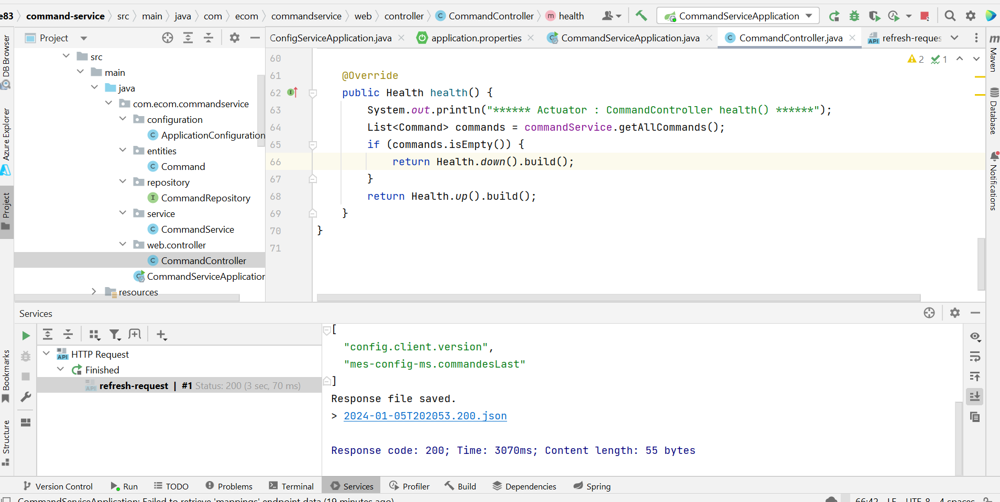 e83 command-service src main java com ecom commandservice web controller C CommandController m health CommandServiceApplication 2
Project
ConfigServiceApplication.java application.properties C CommandServiceApplication.java C CommandController.java API
m Maven
Database
Notifications
DB Browser
Azure Explorer
Project
Bookmarks
Structure
src
main
java
com.ecom.commandservice
configuration
C ApplicationConfiguration
entities
C Command
repository
I CommandRepository
service
C CommandService
web.controller
C CommandController
C CommandServiceApplication
resources
2 1
60
61 @Override
62 I public Health health() {
63 System.out.println("****** Actuator : CommandController health() ******");
64 List<Command> commands = commandService.getAllCommands();
65 if (commands.isEmpty()) {
66 return Health.down().build();
67 }
68 return Health.up().build();
69 }
70 }
71
Services
API HTTP Request
Finished
API refresh-request | #1 Status: 200 (3 sec, 70 ms)
[
"config.client.version",
"mes-config-ms.commandesLast"
]
Response file saved.
> 2024-01-05T202053.200.json
Response code: 200; Time: 3070ms; Content length: 55 bytes
Version Control Run TODO Problems Terminal Services Profiler Build Dependencies Spring
CommandServiceApplication: Failed to retrieve 'mappings' endpoint data (19 minutes ago) 66:42 LF UTF-8 4 spaces